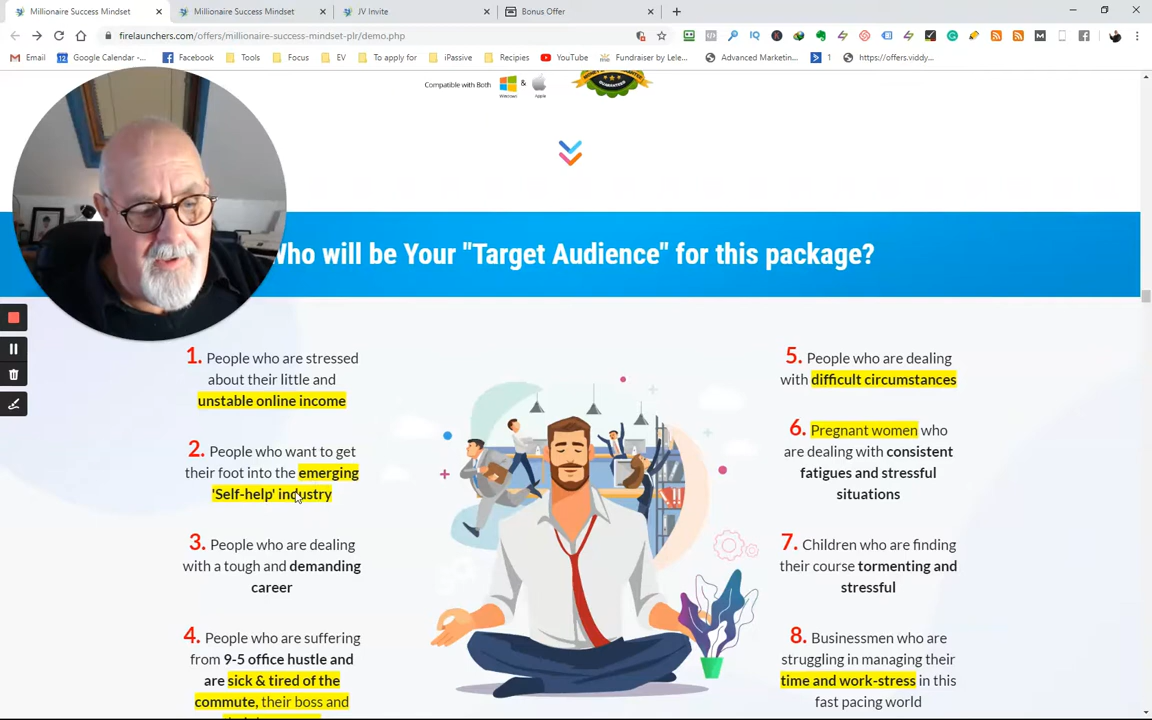 Millionaire Success Mindset
Millionaire Success Mindset
JV Invite
Bonus Offer
firelaunchers.com/offers/millionaire-success-mindset-plr/demo.php
Email
Google Calendar -...
Facebook
Tools
Focus
EV
To apply for
iPassive
Recipies
YouTube
Fundraiser by Lele...
Advanced Marketin...
1
https://offers.viddy...
Compatible with Both
Windows
&
Apple
Who will be Your "Target Audience" for this package?
1. People who are stressed
about their little and
unstable online income
2. People who want to get
their foot into the emerging
'Self-help' industry
3. People who are dealing
with a tough and demanding
career
4. People who are suffering
from 9-5 office hustle and
are sick & tired of the
commute, their boss and
5. People who are dealing
with difficult circumstances
6. Pregnant women who
are dealing with consistent
fatigues and stressful
situations
7. Children who are finding
their course tormenting and
stressful
8. Businessmen who are
struggling in managing their
time and work-stress in this
fast pacing world